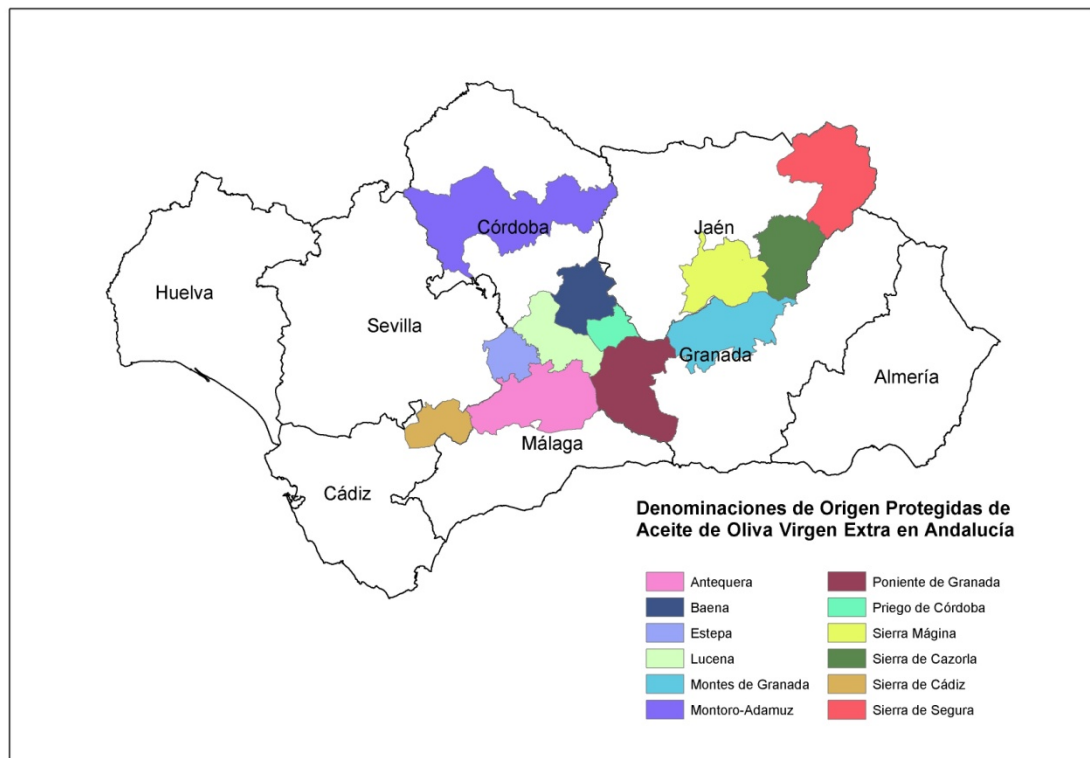 Córdoba
Jaén
Huelva
Sevilla
Granada
Almería
Málaga
Cádiz
Denominaciones de Origen Protegidas de
Aceite de Oliva Virgen Extra en Andalucía
Antequera
Baena
Estepa
Lucena
Montes de Granada
Montoro-Adamuz
Poniente de Granada
Priego de Córdoba
Sierra Mágina
Sierra de Cazorla
Sierra de Cádiz
Sierra de Segura